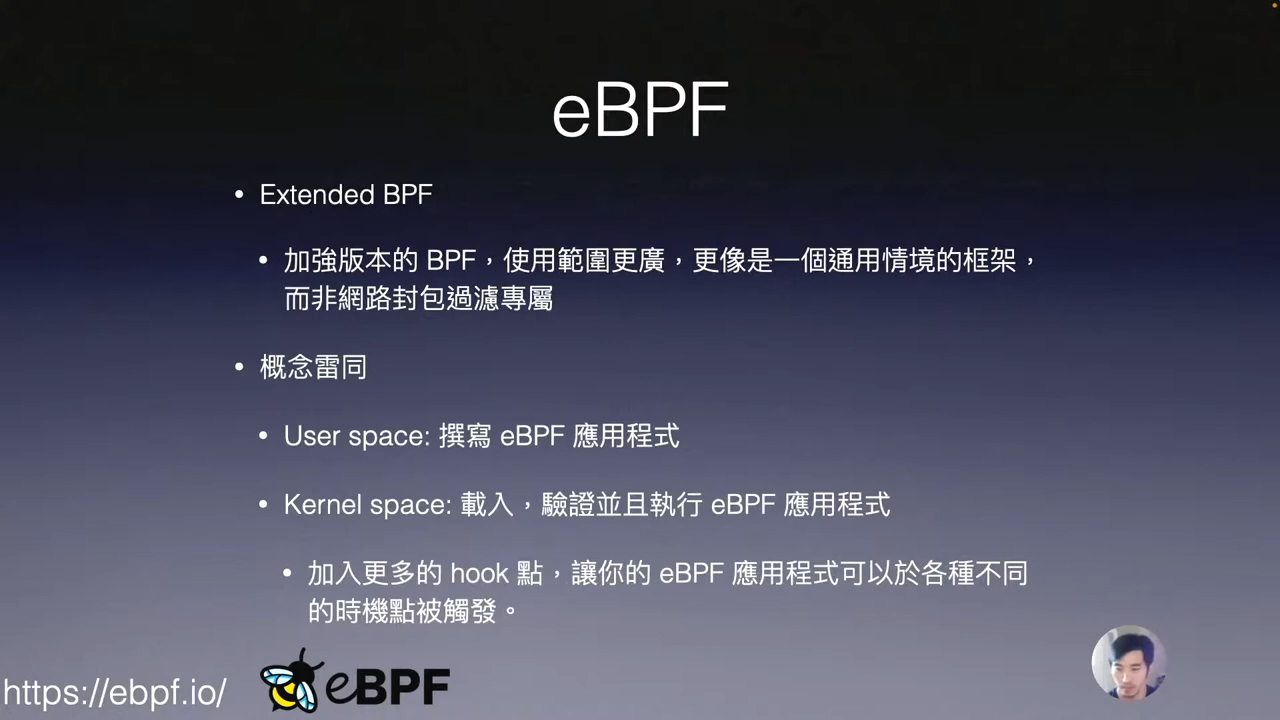 eBPF
• Extended BPF
• 加強版本的 BPF，使用範圍更廣，更像是一個通用情境的框架，
而非網路封包過濾專屬
• 概念雷同
• User space: 撰寫 eBPF 應用程式
• Kernel space: 載入，驗證並且執行 eBPF 應用程式
• 加入更多的 hook 點，讓你的 eBPF 應用程式可以於各種不同
的時機點被觸發。
https://ebpf.io/
eBPF